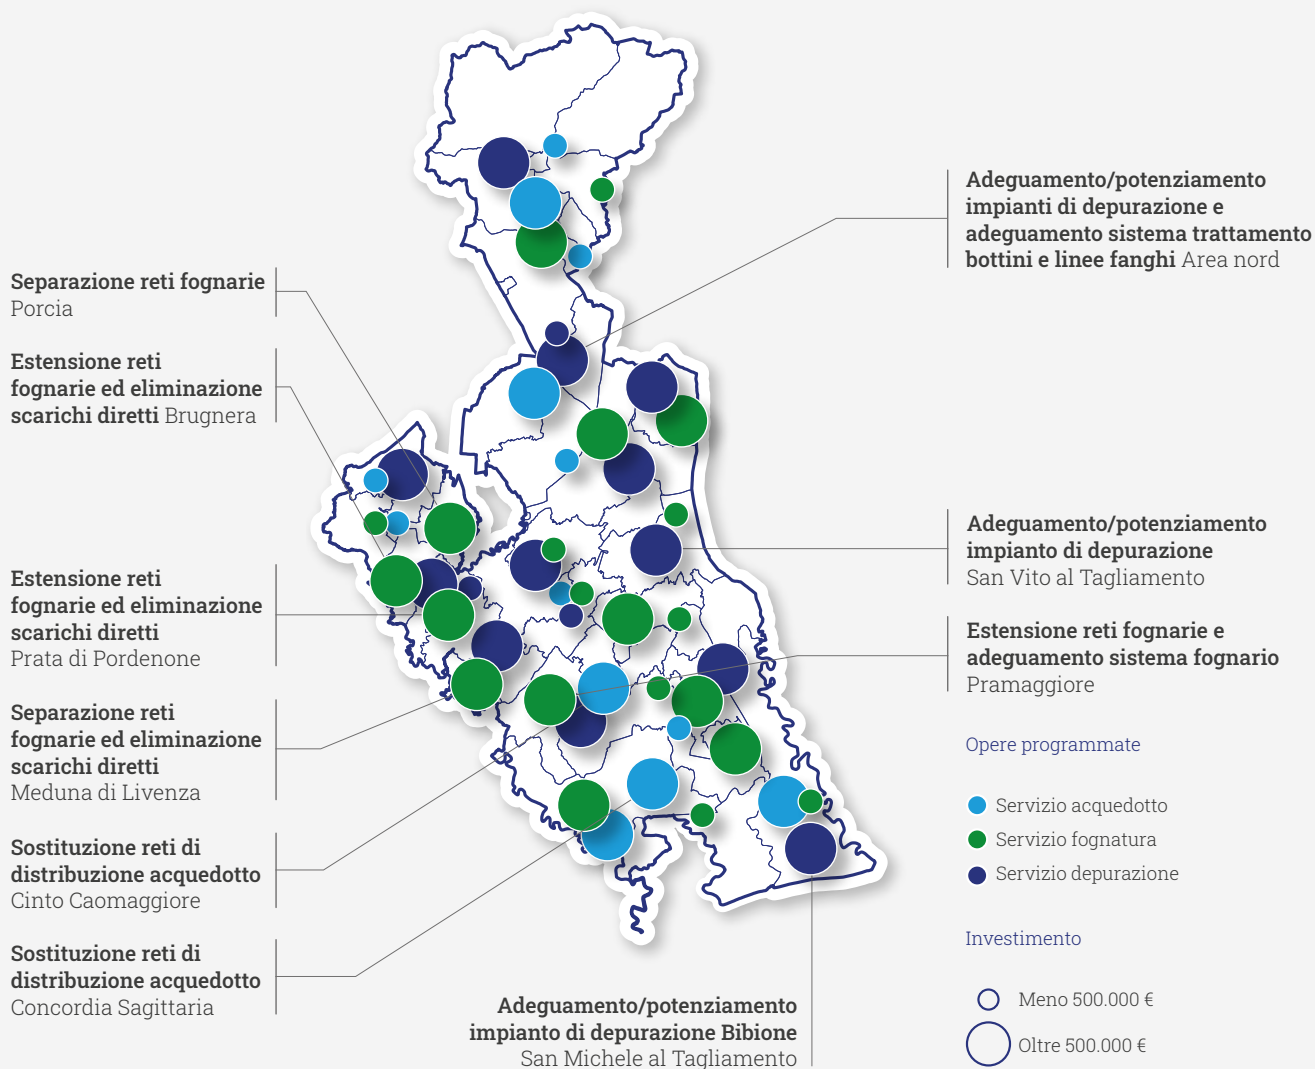 Separazione reti fognarie
Porcia
Estensione reti
fognarie ed eliminazione
scarichi diretti Brugnera
Estensione reti
fognarie ed eliminazione
scarichi diretti
Prata di Pordenone
Separazione reti
fognarie ed eliminazione
scarichi diretti
Meduna di Livenza
Sostituzione reti di
distribuzione acquedotto
Cinto Caomaggiore
Sostituzione reti di
distribuzione acquedotto
Concordia Sagittaria
Adeguamento/potenziamento
impianto di depurazione Bibione
San Michele al Tagliamento
Adeguamento/potenziamento
impianti di depurazione e
adeguamento sistema trattamento
bottini e linee fanghi Area nord
Adeguamento/potenziamento
impianto di depurazione
San Vito al Tagliamento
Estensione reti fognarie e
adeguamento sistema fognario
Pramaggiore
Opere programmate
Servizio acquedotto
Servizio fognatura
Servizio depurazione
Investimento
Meno 500.000 €
Oltre 500.000 €